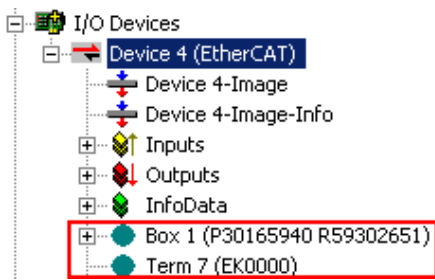 I/O Devices
Device 4 (EtherCAT)
Device 4-Image
Device 4-Image-Info
Inputs
Outputs
InfoData
Box 1 (P30165940 R59302651)
Term 7 (EK0000)